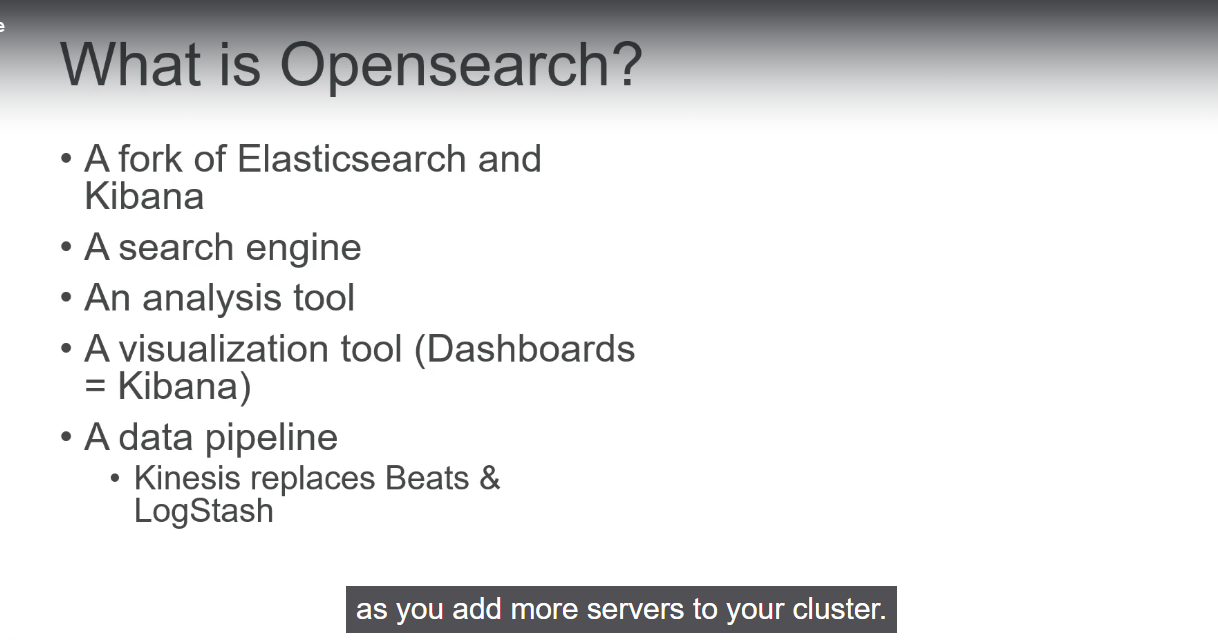 e
What is Opensearch?
• A fork of Elasticsearch and
Kibana
• A search engine
• An analysis tool
• A visualization tool (Dashboards
= Kibana)
• A data pipeline
• Kinesis replaces Beats &
LogStash
as you add more servers to your cluster.